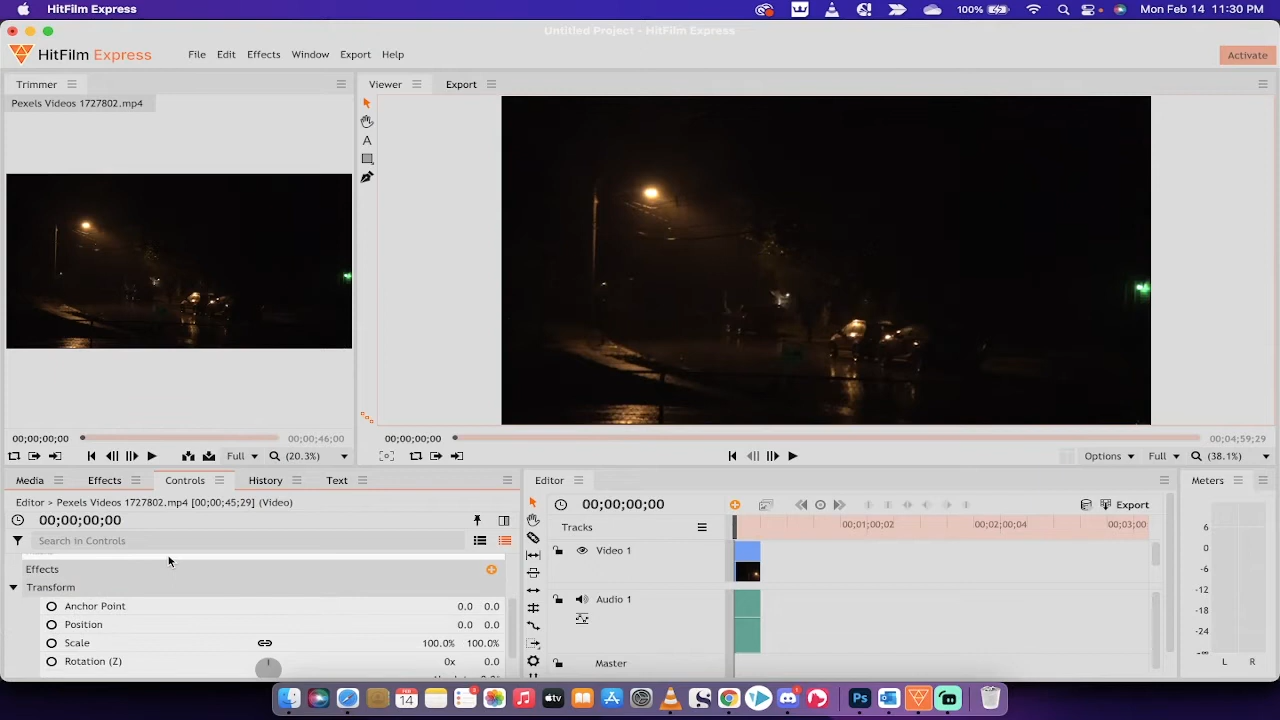 HitFilm Express
100%
Mon Feb 14 11:30 PM
Untitled Project - HitFilm Express
HitFilm Express
File Edit Effects Window Export Help
Activate
Trimmer
Viewer
Export
Pexels Videos 1727802.mp4
00;00;00;00
00;00;46;00
00;00;00;00
00;04;59;29
Full (20.3%)
Options
Full (38.1%)
Media
Effects
Controls
History
Text
Editor
Meters
Editor > Pexels Videos 1727802.mp4 [00;00;45;29] (Video)
00;00;00;00
Search in Controls
Effects
Transform
Anchor Point 0.0 0.0
Position 0.0 0.0
Scale 100.0% 100.0%
Rotation (Z) 0x 0.0
00;00;00;00
Export
Tracks
00;01;00;02
00;02;00;04
00;03;00
Video 1
Audio 1
Master
6
0
-6
-12
-18
-24
L R
FEB
14